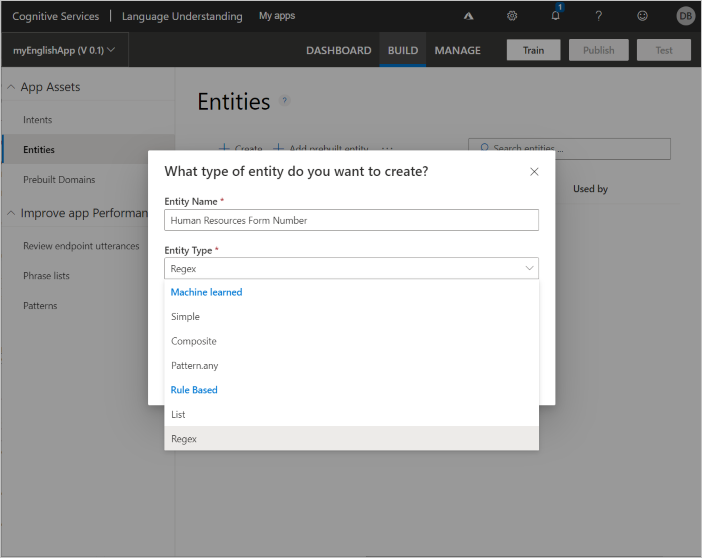 Cognitive Services | Language Understanding My apps 1 ? DB
myEnglishApp (V 0.1) DASHBOARD BUILD MANAGE Train Publish Test
App Assets
Intents
Entities
Prebuilt Domains
Improve app Performan
Review endpoint utterances
Phrase lists
Patterns
Entities ?
+ Create + Add prebuilt entity ... Search entities ...
Used by
What type of entity do you want to create?
Entity Name *
Human Resources Form Number
Entity Type *
Regex
Machine learned
Simple
Composite
Pattern.any
Rule Based
List
Regex